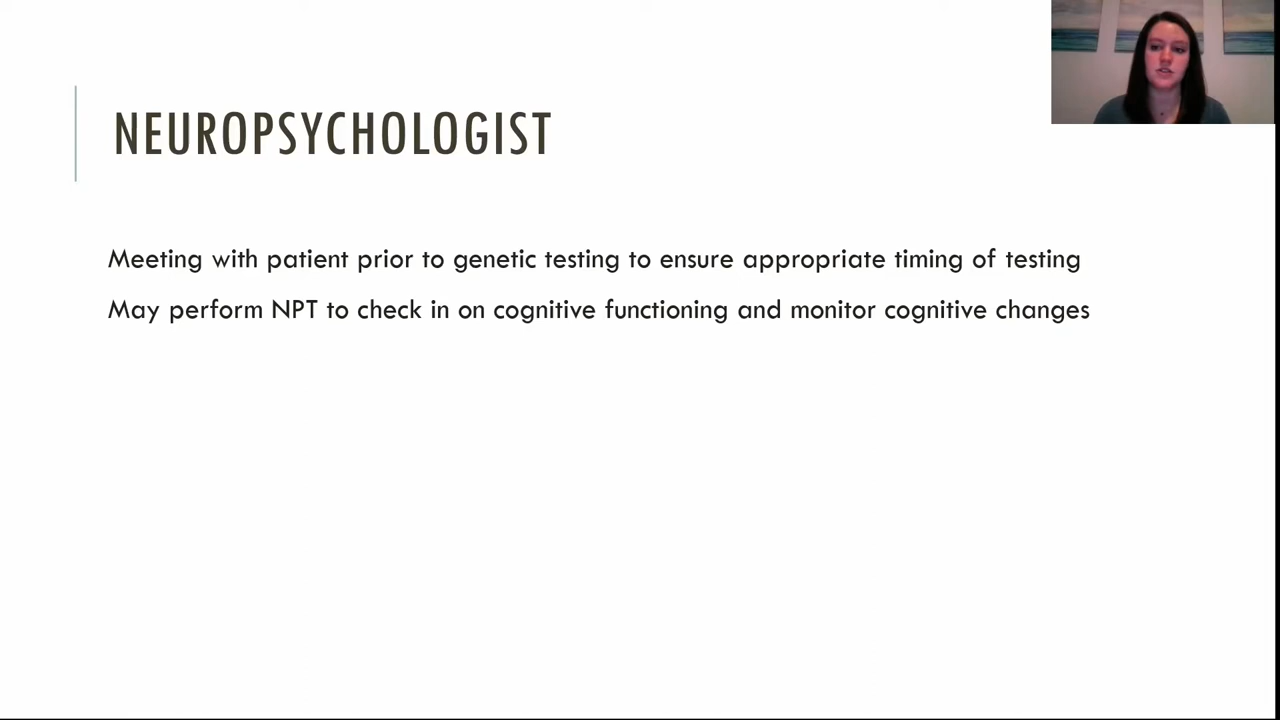 NEUROPSYCHOLOGIST
Meeting with patient prior to genetic testing to ensure appropriate timing of testing
May perform NPT to check in on cognitive functioning and monitor cognitive changes